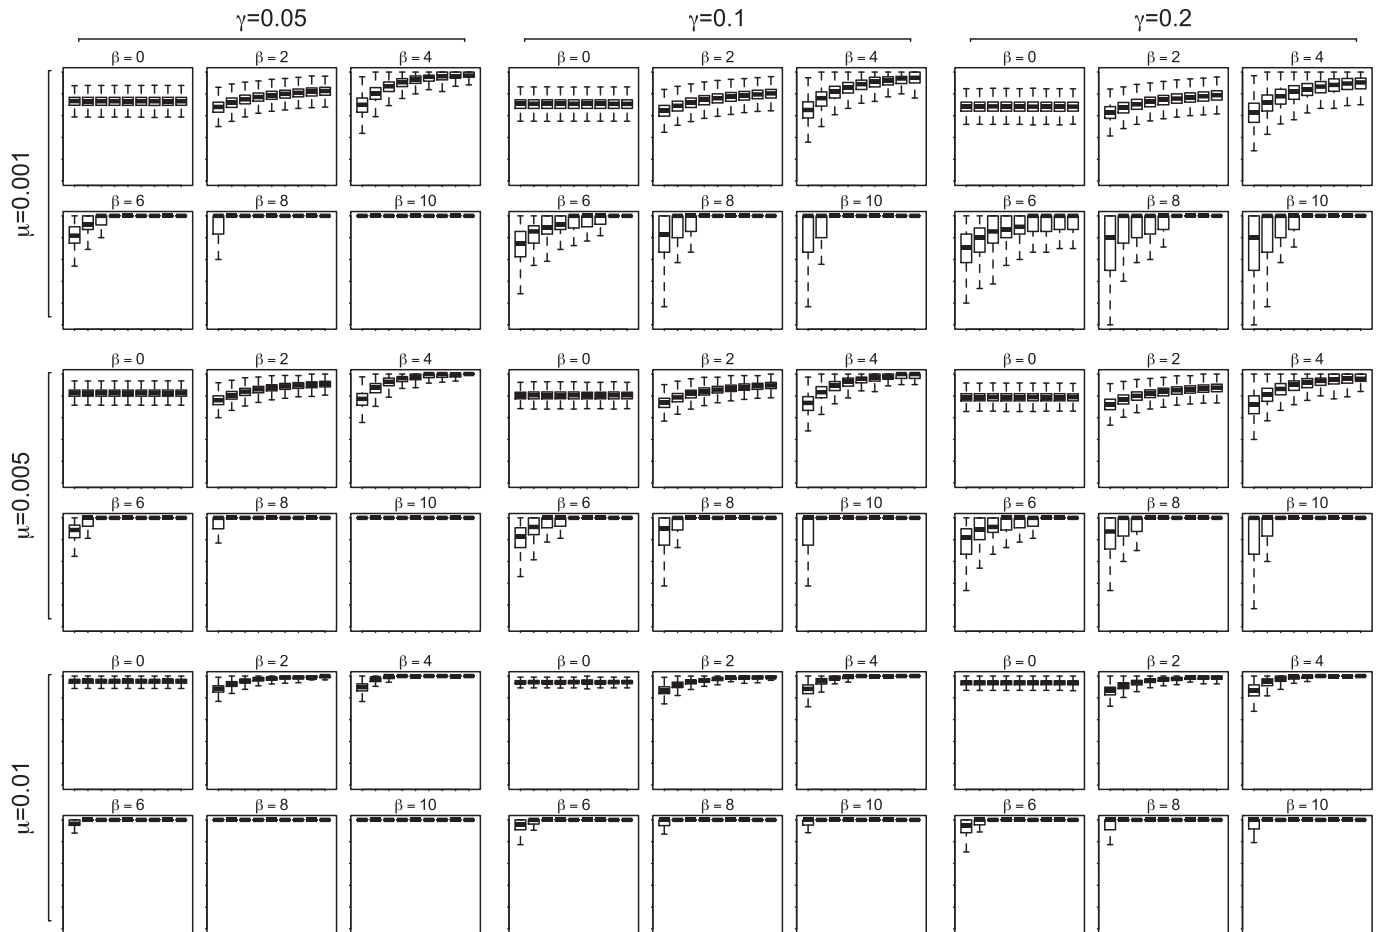 γ=0.05 γ=0.1 γ=0.2
μ=0.001
β = 0 β = 2 β = 4 β = 0 β = 2 β = 4 β = 0 β = 2 β = 4
β = 6 β = 8 β = 10 β = 6 β = 8 β = 10 β = 6 β = 8 β = 10
μ=0.005
β = 0 β = 2 β = 4 β = 0 β = 2 β = 4 β = 0 β = 2 β = 4
β = 6 β = 8 β = 10 β = 6 β = 8 β = 10 β = 6 β = 8 β = 10
μ=0.01
β = 0 β = 2 β = 4 β = 0 β = 2 β = 4 β = 0 β = 2 β = 4
β = 6 β = 8 β = 10 β = 6 β = 8 β = 10 β = 6 β = 8 β = 10